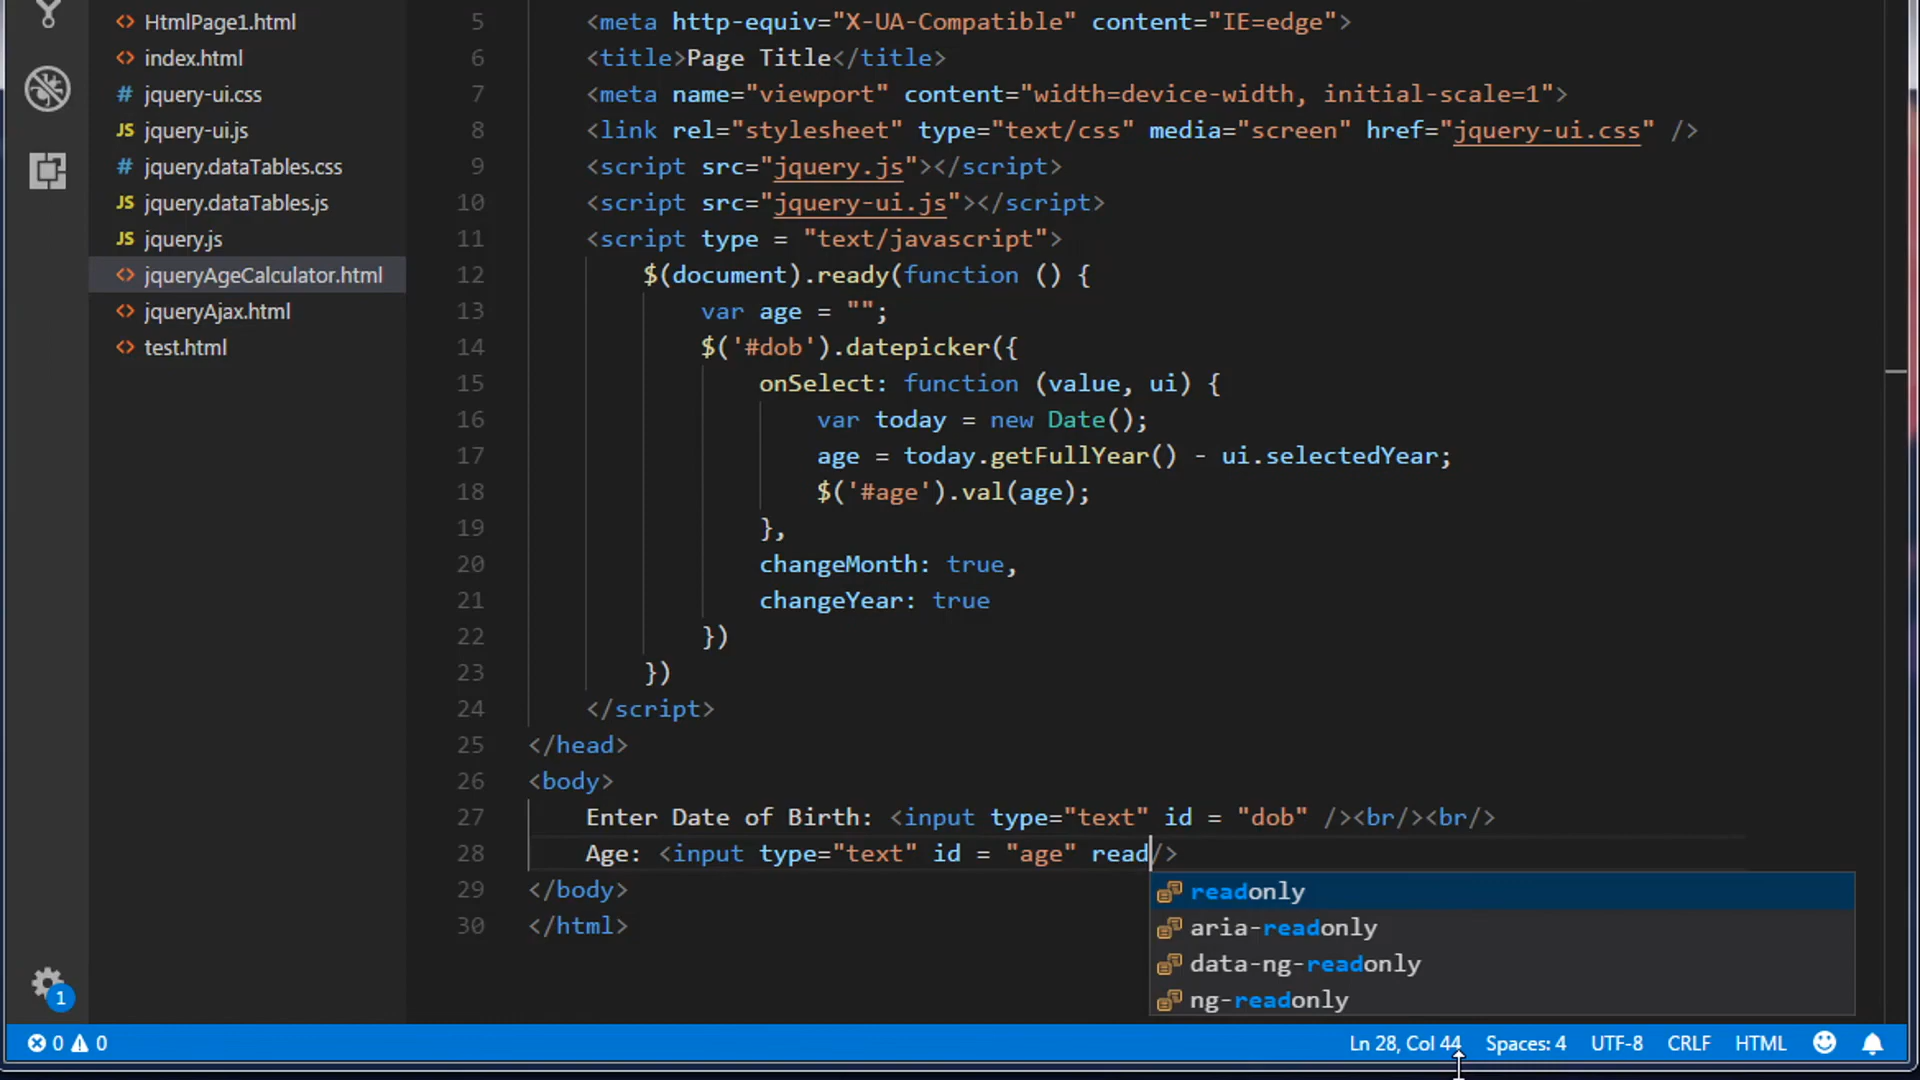 HtmlPage1.html
index.html
# jquery-ui.css
JS jquery-ui.js
# jquery.dataTables.css
JS jquery.dataTables.js
JS jquery.js
jqueryAgeCalculator.html
jqueryAjax.html
test.html
1
5 <meta http-equiv="X-UA-Compatible" content="IE=edge">
6 <title>Page Title</title>
7 <meta name="viewport" content="width=device-width, initial-scale=1">
8 <link rel="stylesheet" type="text/css" media="screen" href="jquery-ui.css" />
9 <script src="jquery.js"></script>
10 <script src="jquery-ui.js"></script>
11 <script type = "text/javascript">
12 $(document).ready(function () {
13 var age = "";
14 $('#dob').datepicker({
15 onSelect: function (value, ui) {
16 var today = new Date();
17 age = today.getFullYear() - ui.selectedYear;
18 $('#age').val(age);
19 },
20 changeMonth: true,
21 changeYear: true
22 })
23 })
24 </script>
25 </head>
26 <body>
27 Enter Date of Birth: <input type="text" id = "dob" /><br/><br/>
28 Age: <input type="text" id = "age" read/>
29 </body>
30 </html>
readonly
aria-readonly
data-ng-readonly
ng-readonly
0 0 Ln 28, Col 44 Spaces: 4 UTF-8 CRLF HTML